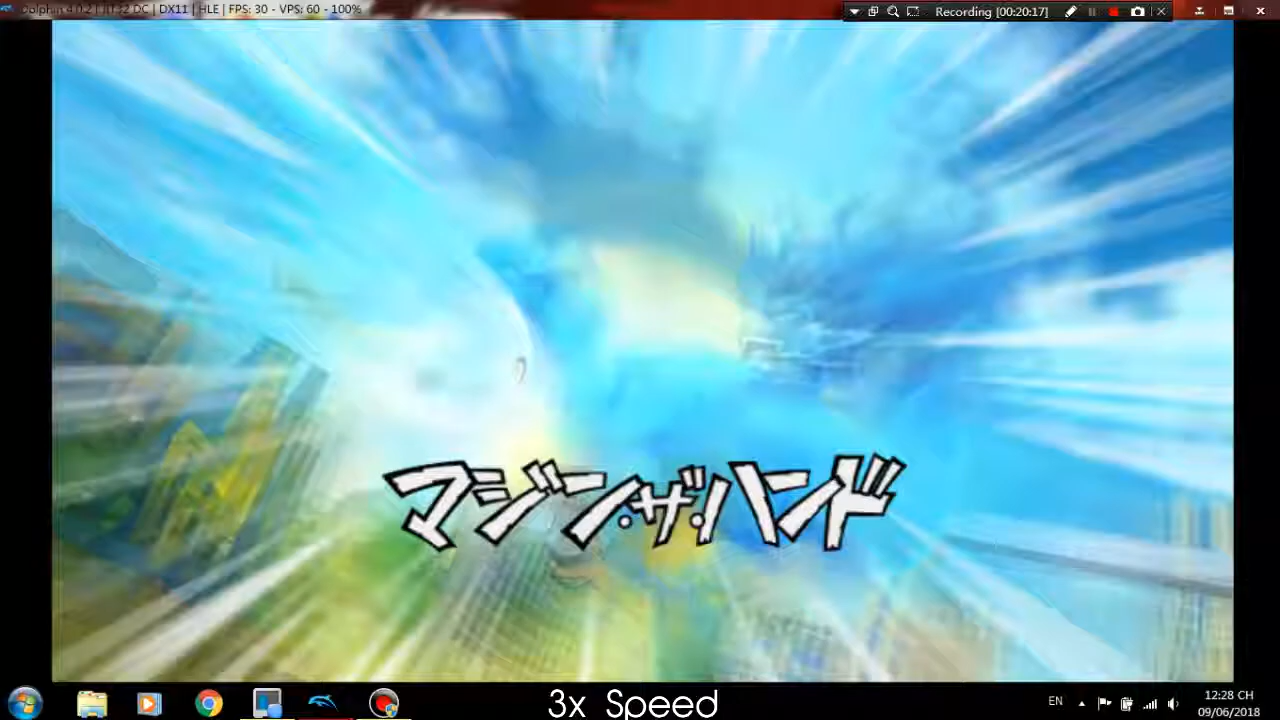 Dolphin 4.0.2 | JIT32 DC | DX11 | HLE | FPS: 30 - VPS: 60 - 100%
Recording [00:20:17]
マジン・ザ・ハンド
3x Speed
EN
12:28 CH
09/06/2018